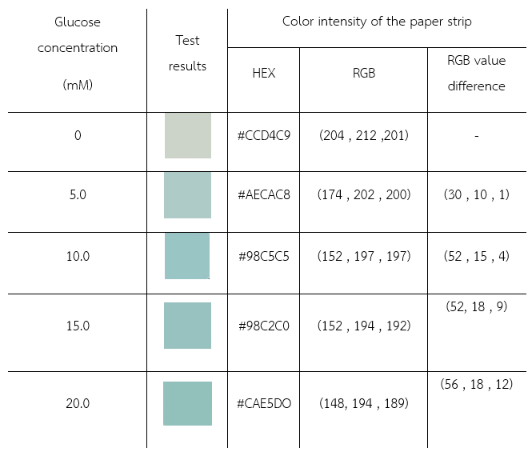 Glucose concentration (mM) Test results Color intensity of the paper strip
HEX RGB RGB value difference
0 #CCD4C9 (204 , 212 ,201) -
5.0 #AECAC8 (174 , 202 , 200) (30 , 10 , 1)
10.0 #98C5C5 (152 , 197 , 197) (52 , 15 , 4)
15.0 #98C2C0 (152 , 194 , 192) (52, 18 , 9)
20.0 #CAE5DO (148, 194 , 189) (56 , 18 , 12)